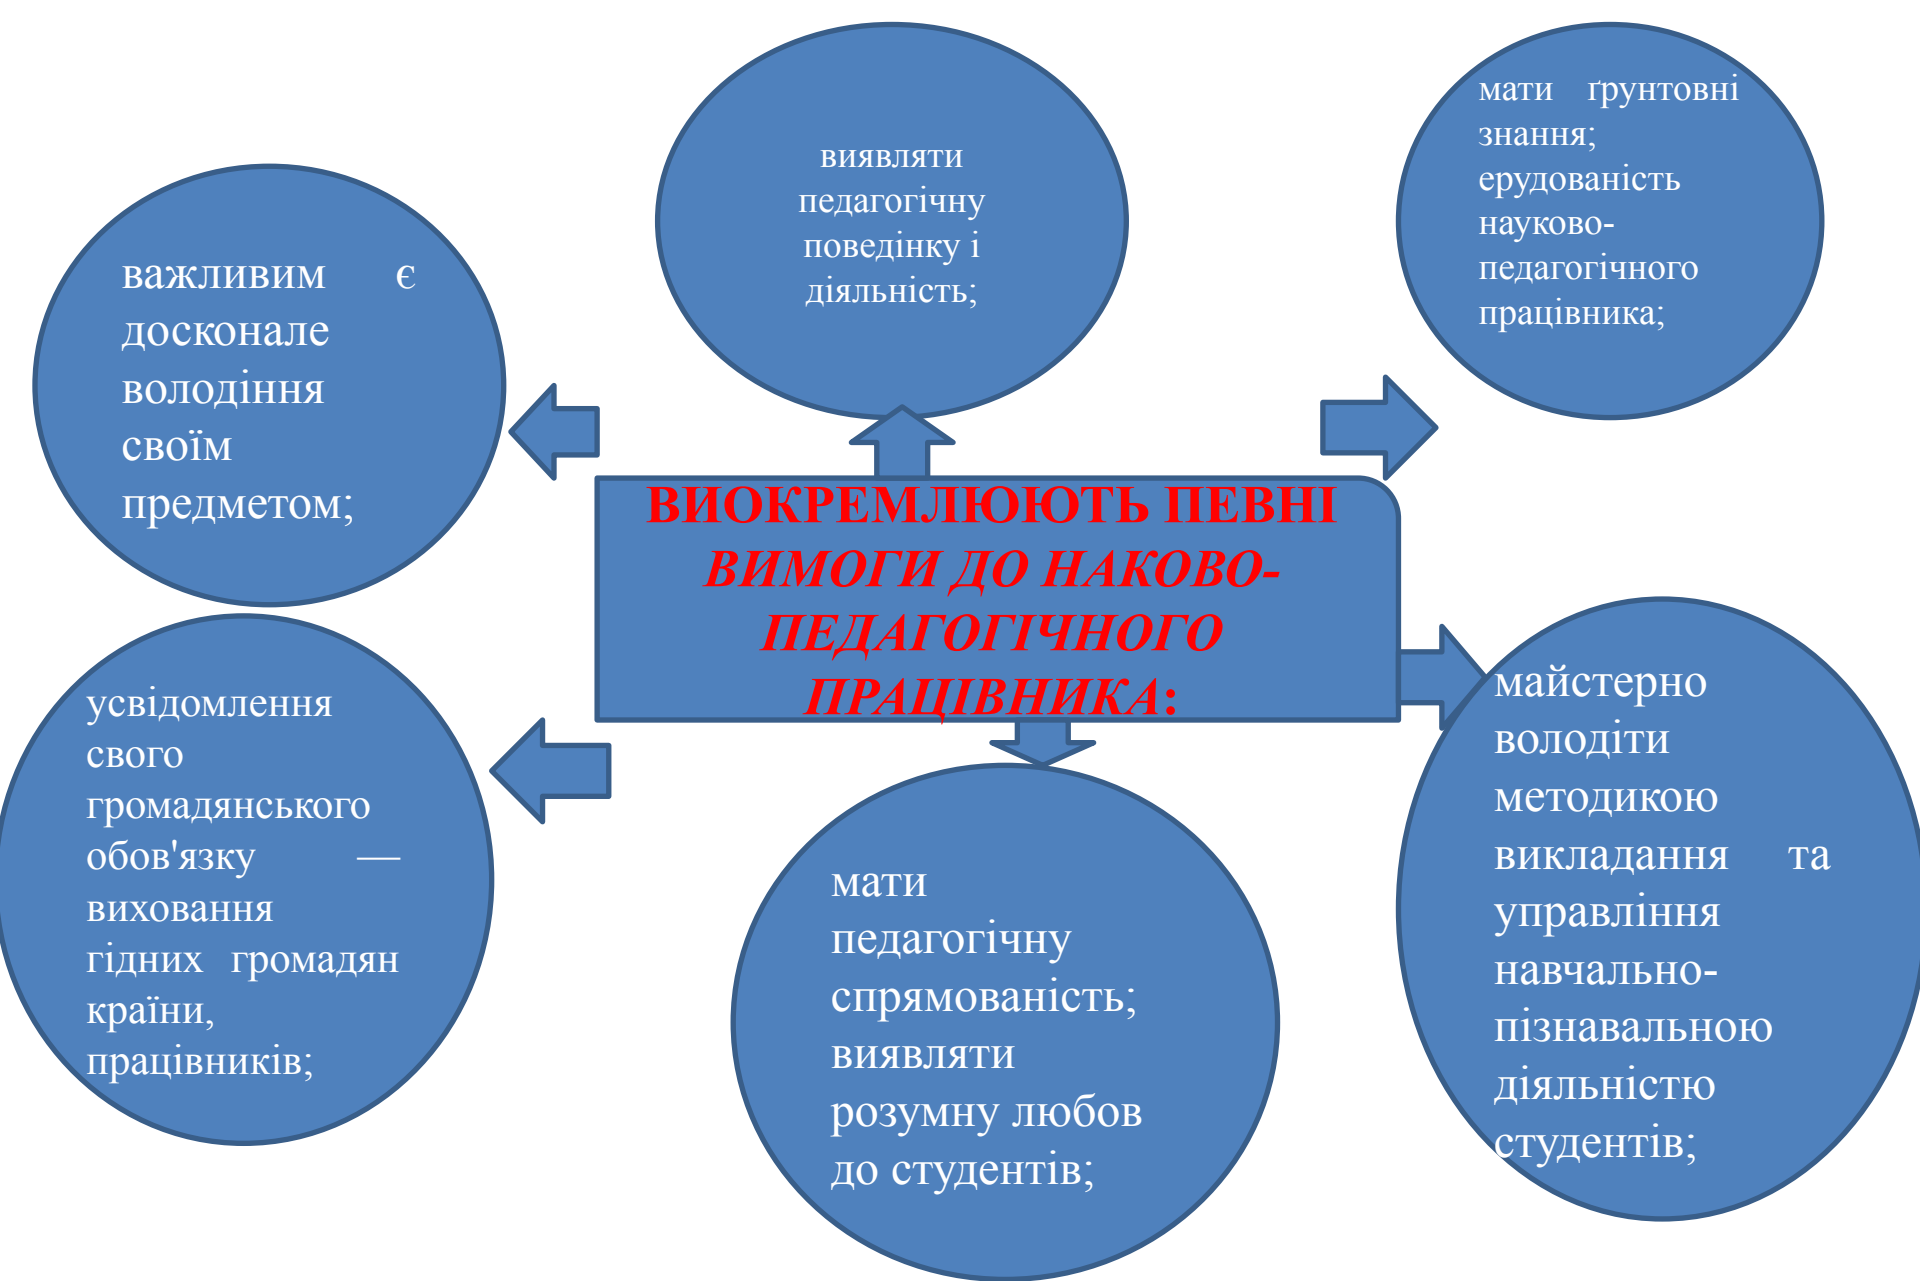 виявляти
педагогічну
поведінку і
діяльність;
мати ґрунтовні
знання;
ерудованість
науково-
педагогічного
працівника;
важливим є
досконале
володіння
своїм
предметом;
ВИОКРЕМЛЮЮТЬ ПЕВНІ
ВИМОГИ ДО НАКОВО-
ПЕДАГОГІЧНОГО
ПРАЦІВНИКА:
усвідомлення
свого
громадянського
обов'язку —
виховання
гідних громадян
країни,
працівників;
мати
педагогічну
спрямованість;
виявляти
розумну любов
до студентів;
майстерно
володіти
методикою
викладання та
управління
навчально-
пізнавальною
діяльністю
студентів;